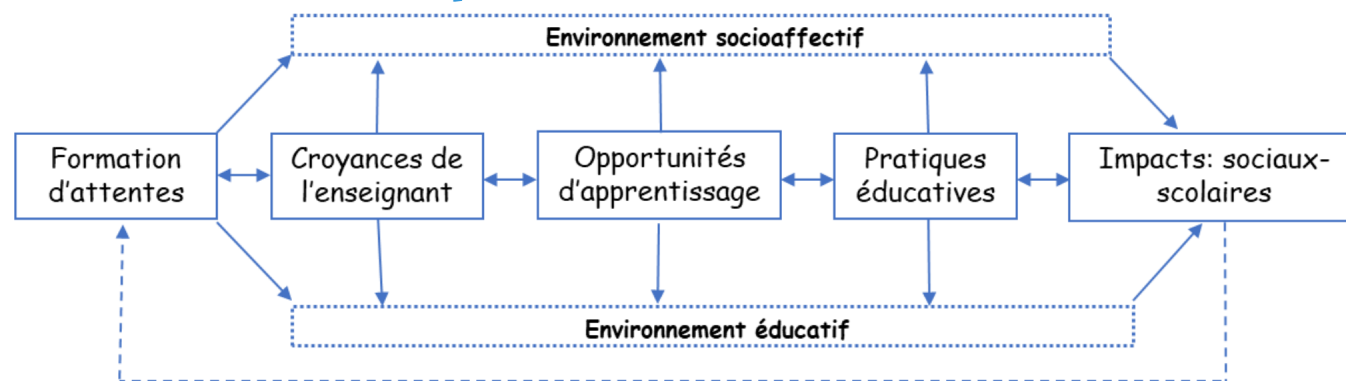 Environnement socioaffectif
Formation
d'attentes
Croyances de
l'enseignant
Opportunités
d'apprentissage
Pratiques
éducatives
Impacts: sociaux-
scolaires
Environnement éducatif